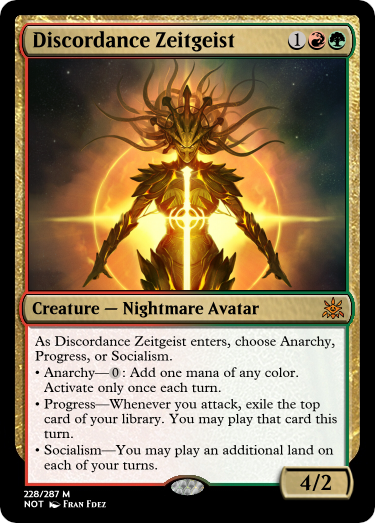 Discordance Zeitgeist 1
Creature — Nightmare Avatar
As Discordance Zeitgeist enters, choose Anarchy,
Progress, or Socialism.
• Anarchy—0: Add one mana of any color.
Activate only once each turn.
• Progress—Whenever you attack, exile the top
card of your library. You may play that card this
turn.
• Socialism—You may play an additional land on
each of your turns.
4/2
228/287 M
NOT Fran Fdez